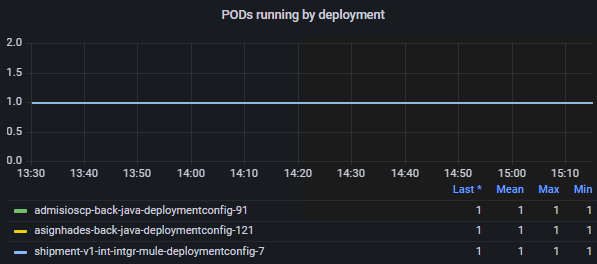 PODs running by deployment
2.0
1.5
1.0
0.5
0.0
13:30 13:40 13:50 14:00 14:10 14:20 14:30 14:40 14:50 15:00 15:10
Last * Mean Max Min
admisioscp-back-java-deploymentconfig-91 1 1 1 1
asignhades-back-java-deploymentconfig-121 1 1 1 1
shipment-v1-int-intgr-mule-deploymentconfig-7 1 1 1 1